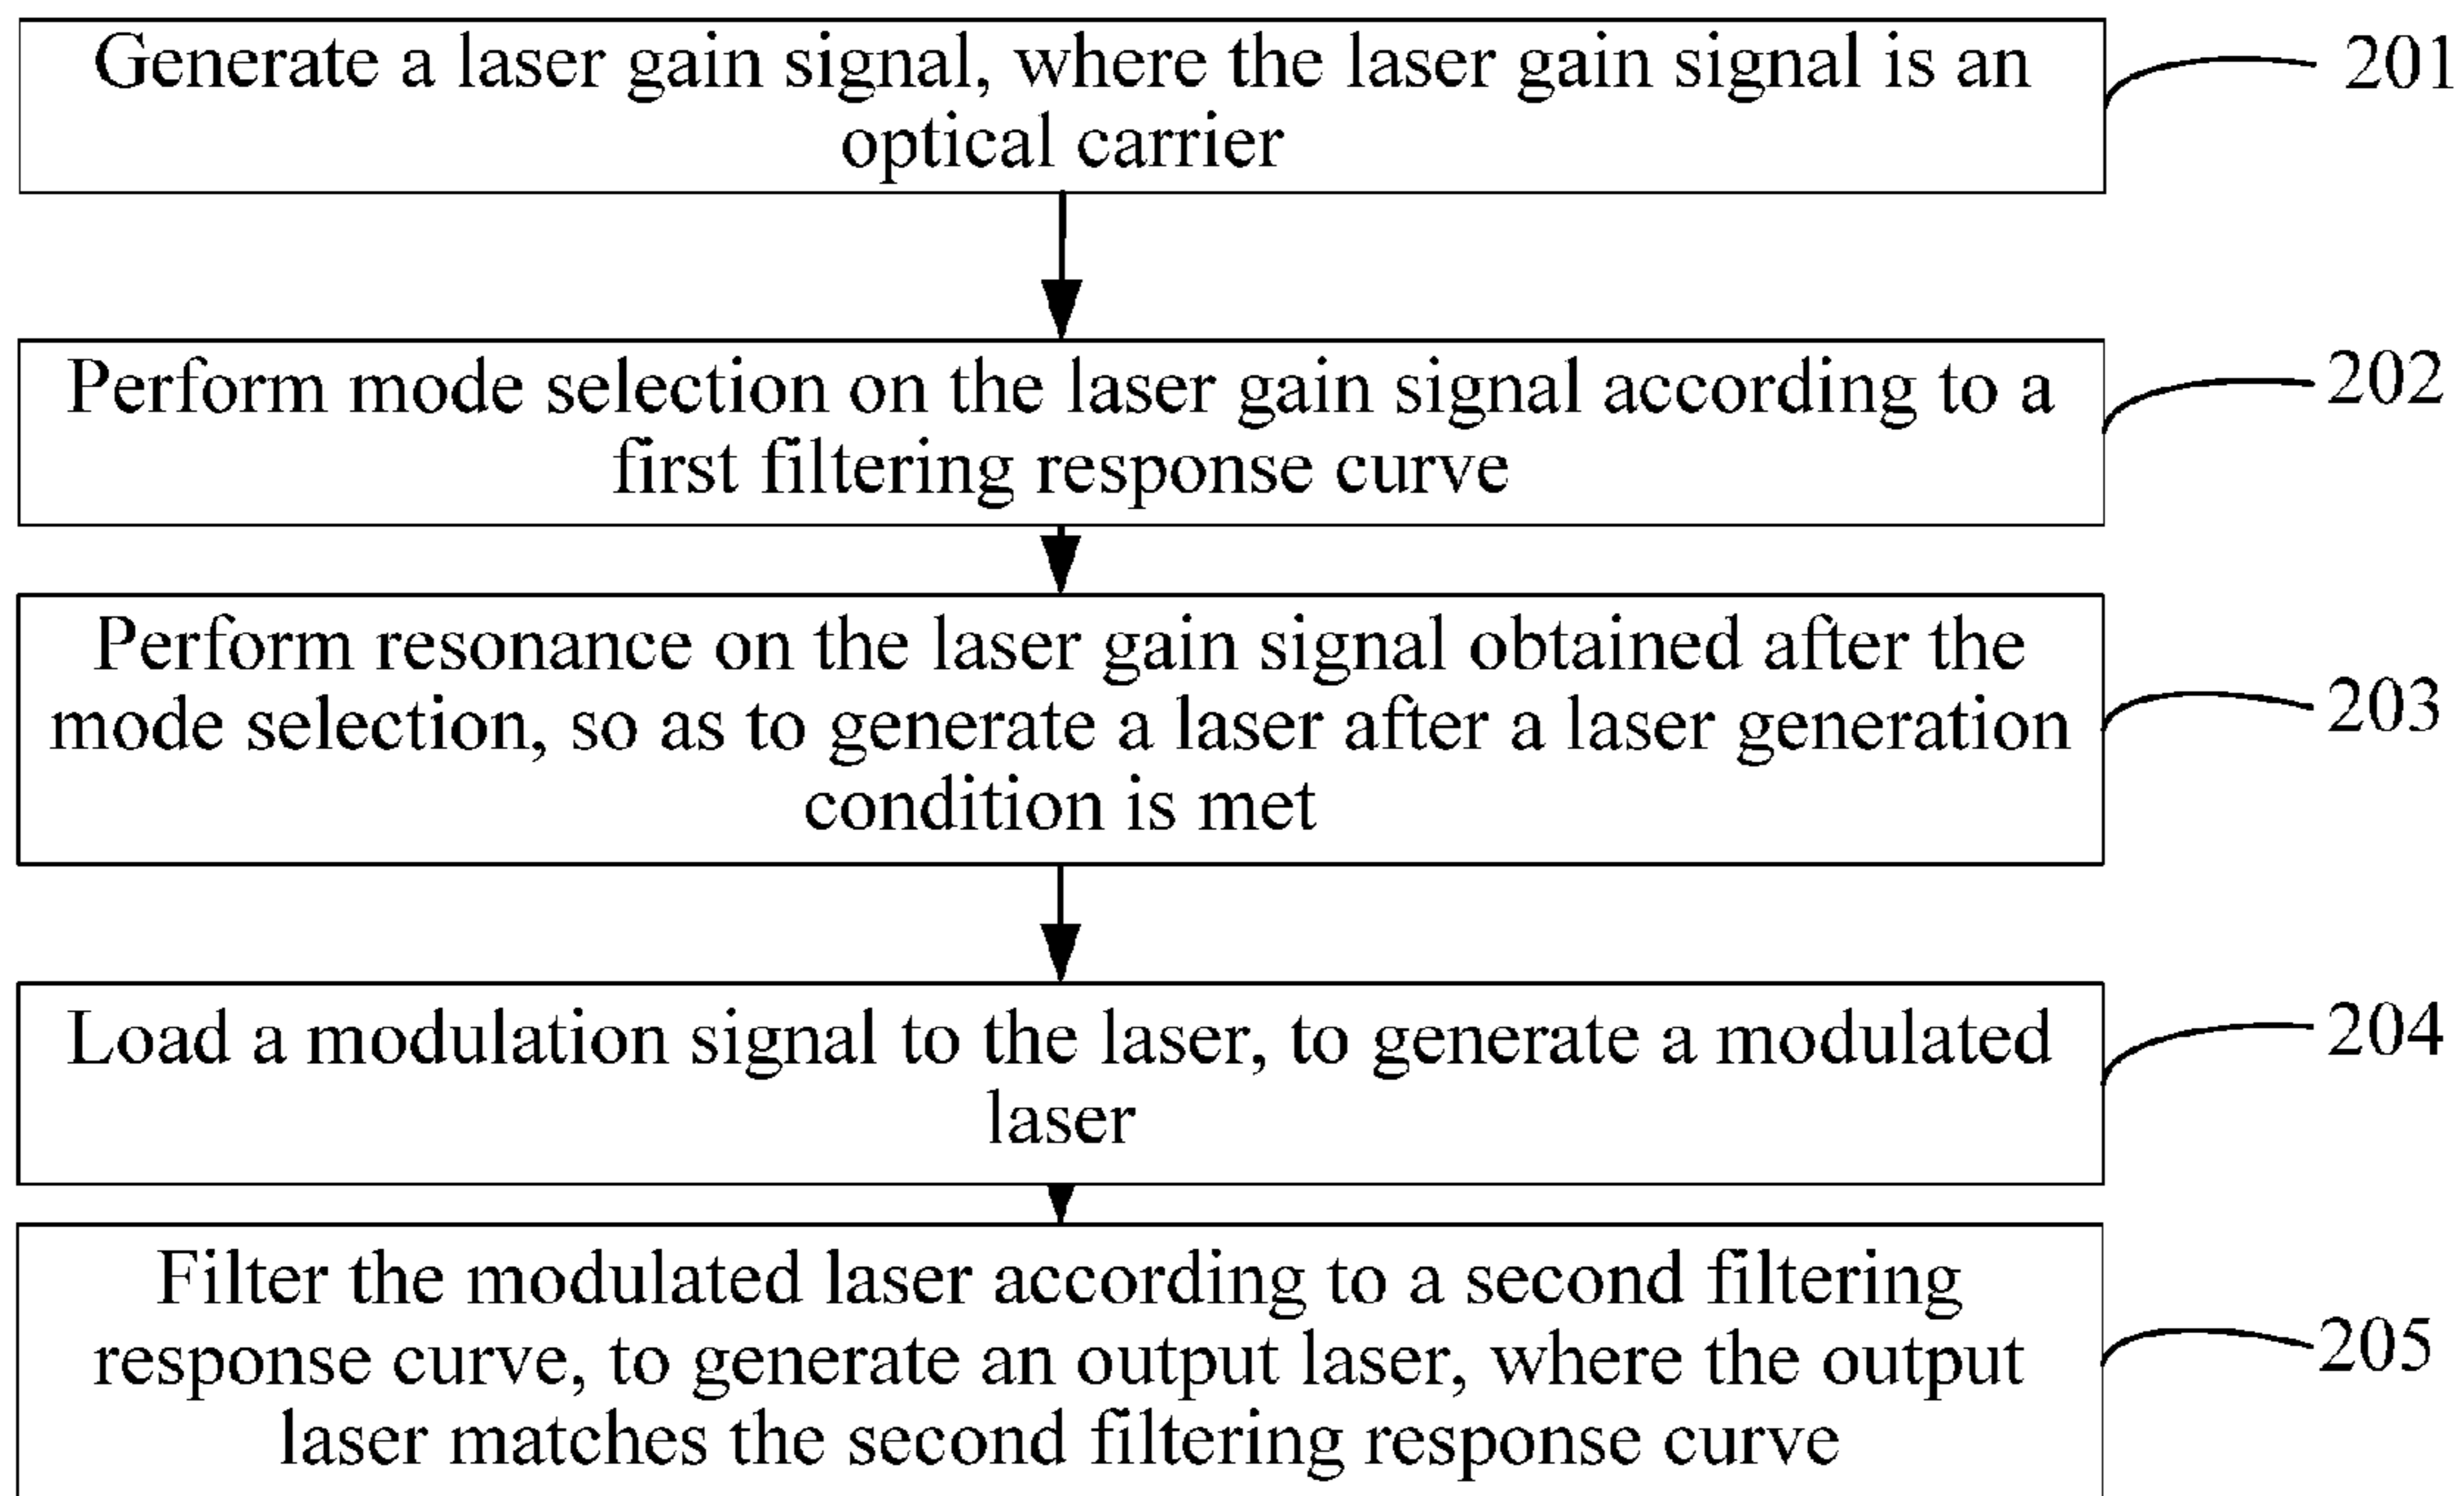 Generate a laser gain signal, where the laser gain signal is an
optical carrier
201
Perform mode selection on the laser gain signal according to a
first filtering response curve
202
Perform resonance on the laser gain signal obtained after the
mode selection, so as to generate a laser after a laser generation
condition is met
203
Load a modulation signal to the laser, to generate a modulated
laser
204
Filter the modulated laser according to a second filtering
response curve, to generate an output laser, where the output
laser matches the second filtering response curve
205